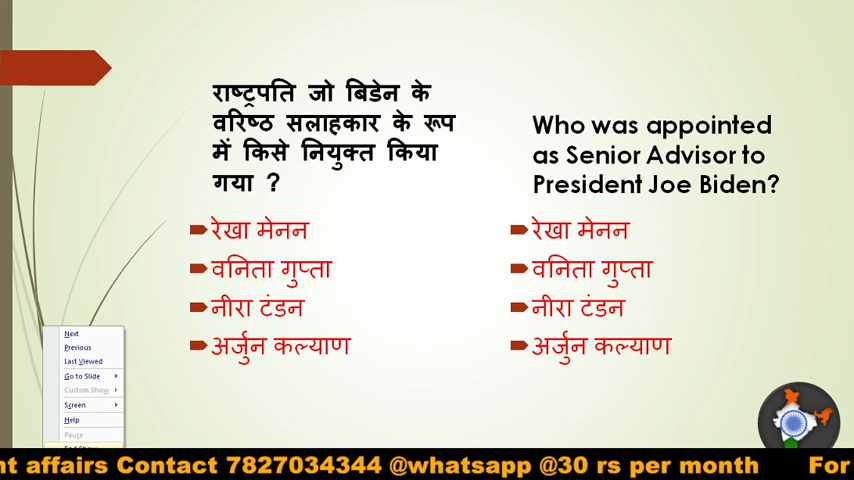 राष्ट्रपति जो बिडेन के
वरिष्ठ सलाहकार के रूप
में किसे नियुक्त किया
गया ?
रेखा मेनन
वनिता गुप्ता
नीरा टंडन
अर्जुन कल्याण
Who was appointed
as Senior Advisor to
President Joe Biden?
रेखा मेनन
वनिता गुप्ता
नीरा टंडन
अर्जुन कल्याण
Next
Previous
Last Viewed
Go to Slide
Custom Show
Screen
Help
Pause
nt affairs Contact 7827034344 @whatsapp @30 rs per month For